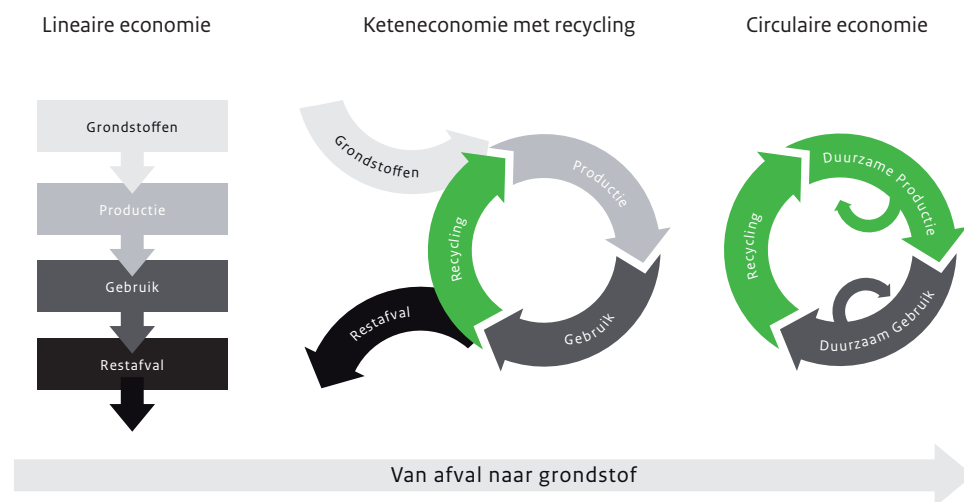 Lineaire economie
Keteneconomie met recycling
Circulaire economie
Grondstoffen
Productie
Gebruik
Restafval
Grondstoffen
Productie
Recycling
Gebruik
Restafval
Duurzame Productie
Recycling
Duurzaam Gebruik
Van afval naar grondstof